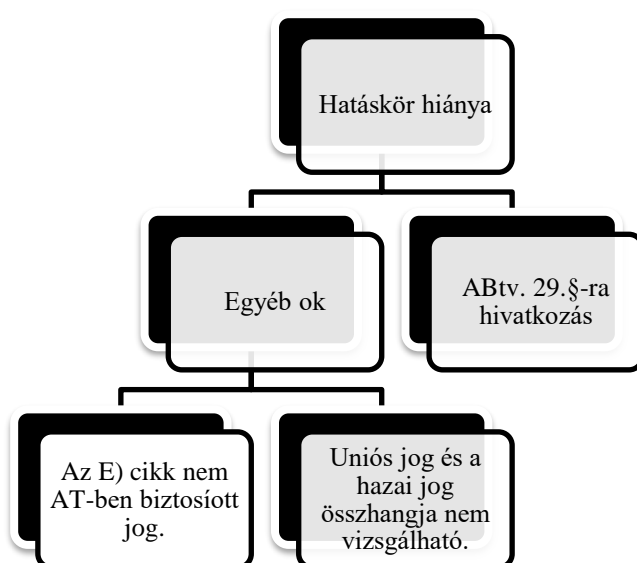 Hatáskör hiánya
Egyéb ok
ABtv. 29.§-ra
hivatkozás
Az E) cikk nem
AT-ben biztosíott
jog.
Uniós jog és a
hazai jog
összhangja nem
vizsgálható.